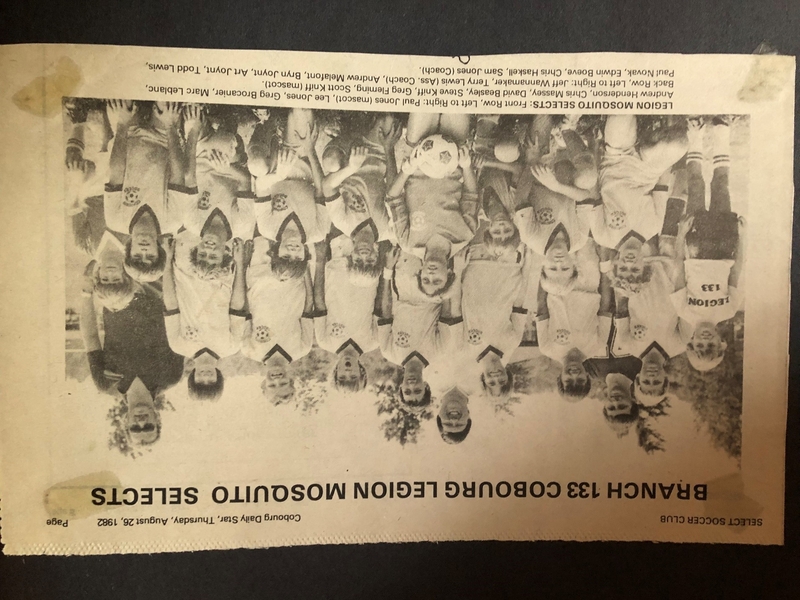 SELECT SOCCER CLUB
Cobourg Daily Star, Thursday, August 26, 1982
Page
BRANCH 133 COBOURG LEGION MOSQUITO SELECTS
LEGION
133
LEGION MOSQUITO SELECTS: Front Row, Left to Right: Paul Jones (mascot), Lee Jones, Greg Brocanier, Marc Leblanc,
Andrew Henderson, Chris Massey, David Beasley, Steve Kniff, Greg Fleming, Scott Kniff (mascot).
Back Row, Left to Right: Jeff Wannamaker, Terry Lewis (Ass. Coach), Andrew Melafont, Bryn Joynt, Art Joynt, Todd Lewis,
Paul Novak, Edwin Boeve, Chris Haskell, Sam Jones (Coach).